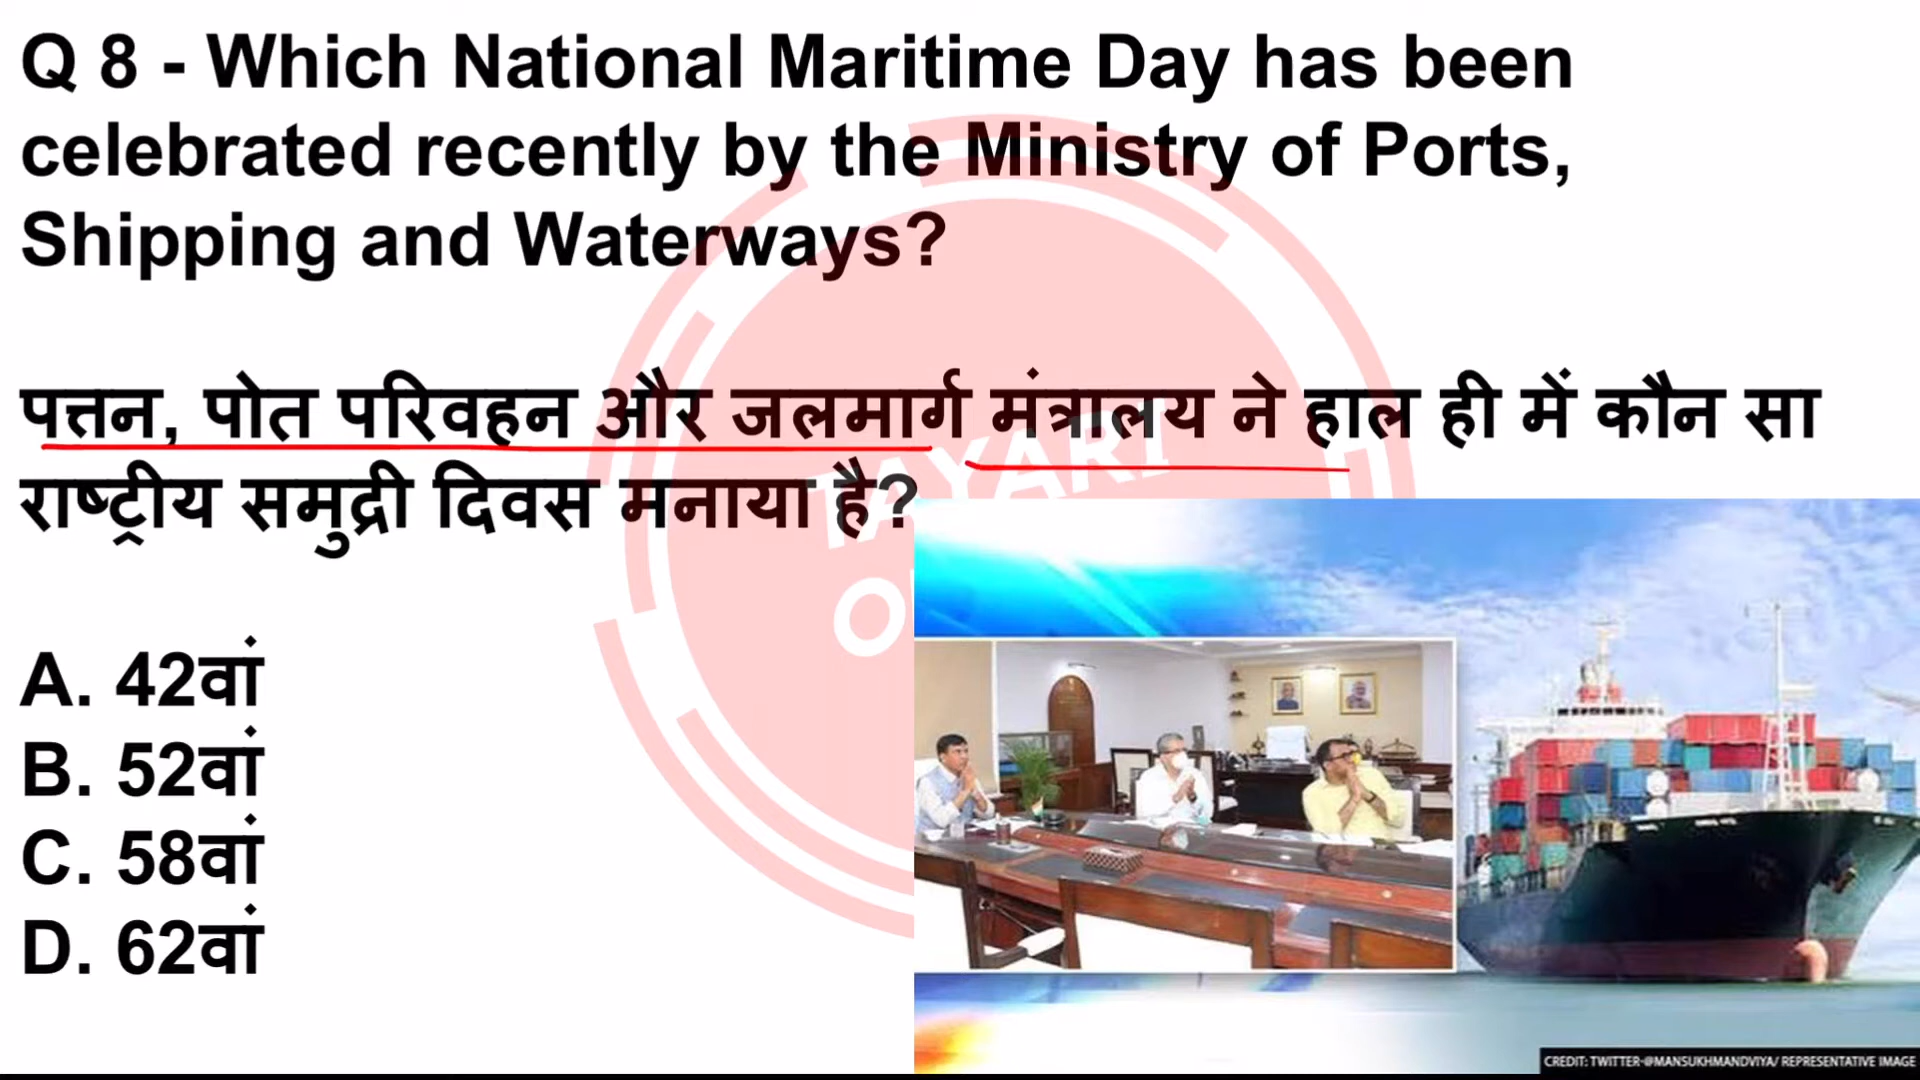 Q 8 - Which National Maritime Day has been
celebrated recently by the Ministry of Ports,
Shipping and Waterways?
पत्तन, पोत परिवहन और जलमार्ग मंत्रालय ने हाल ही में कौन सा
राष्ट्रीय समुद्री दिवस मनाया है?
TAYARI
A. 42वां
B. 52वां
C. 58वां
D. 62वां
CREDIT: TWITTER-@MANSUKHMANDVIYA/ REPRESENTATIVE IMAGE